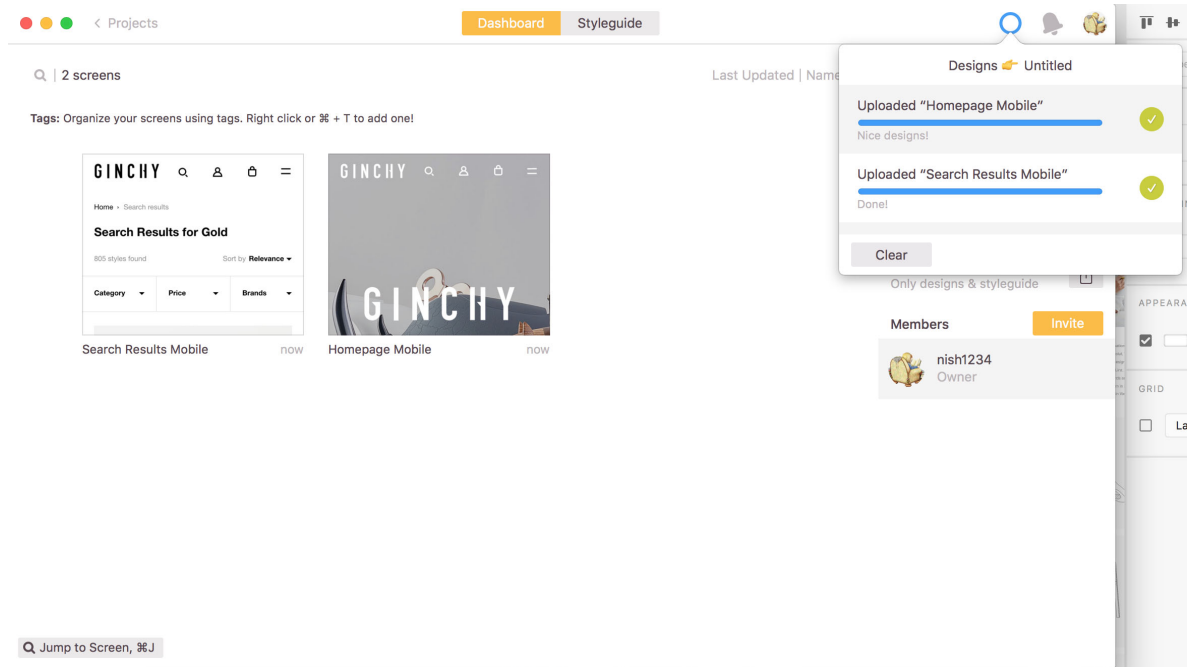 Projects
Dashboard
Styleguide
2 screens
Last Updated | Name
Designs 👉 Untitled
Uploaded “Homepage Mobile”
Nice designs!
Uploaded “Search Results Mobile”
Done!
Clear
Tags: Organize your screens using tags. Right click or ⌘ + T to add one!
GINCHY
Home • Search results
Search Results for Gold
805 styles found
Sort by Relevance
Category
Price
Brands
Search Results Mobile
now
GINCHY
GINCHY
Homepage Mobile
now
Only designs & styleguide
Members
Invite
nish1234
Owner
APPEARA
GRID
La
Jump to Screen, ⌘J